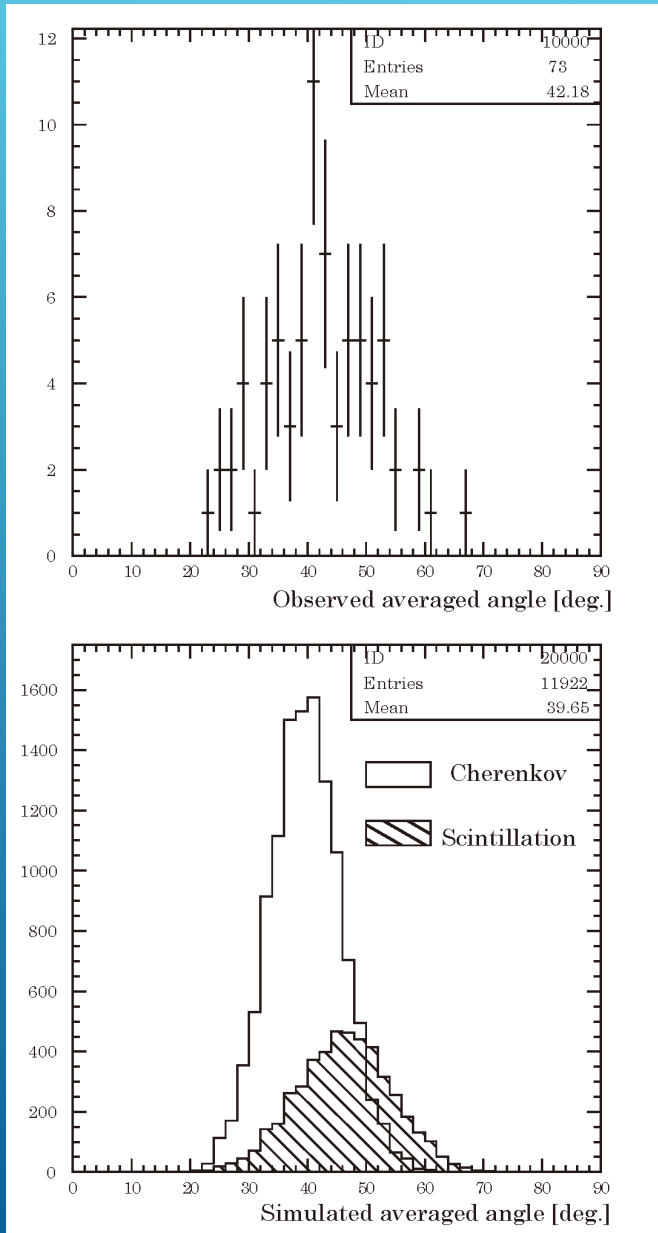 12
ID 10000
Entries 73
Mean 42.18
10
8
6
4
2
0
0 10 20 30 40 50 60 70 80 90
Observed averaged angle [deg.]
ID 20000
1600
Entries 11922
Mean 39.65
1400
Cherenkov
1200
Scintillation
1000
800
600
400
200
0
0 10 20 30 40 50 60 70 80 90
Simulated averaged angle [deg.]